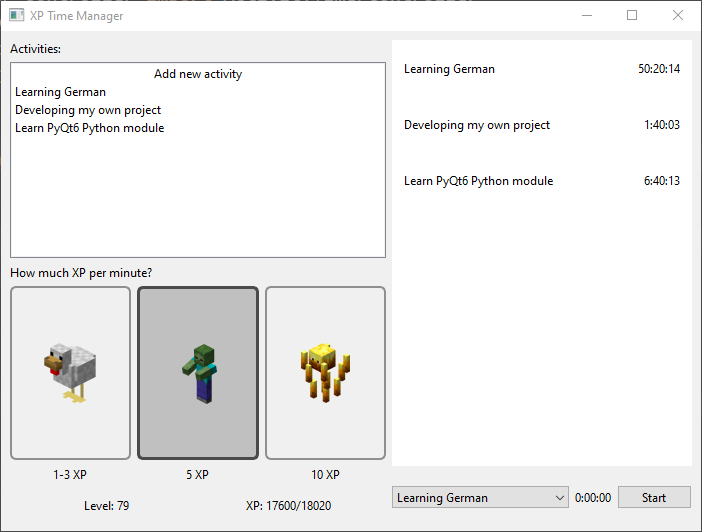 XP Time Manager
Activities:
Add new activity
Learning German
Developing my own project
Learn PyQt6 Python module
How much XP per minute?
1-3 XP
5 XP
10 XP
Level: 79
XP: 17600/18020
Learning German 50:20:14
Developing my own project 1:40:03
Learn PyQt6 Python module 6:40:13
Learning German 0:00:00 Start